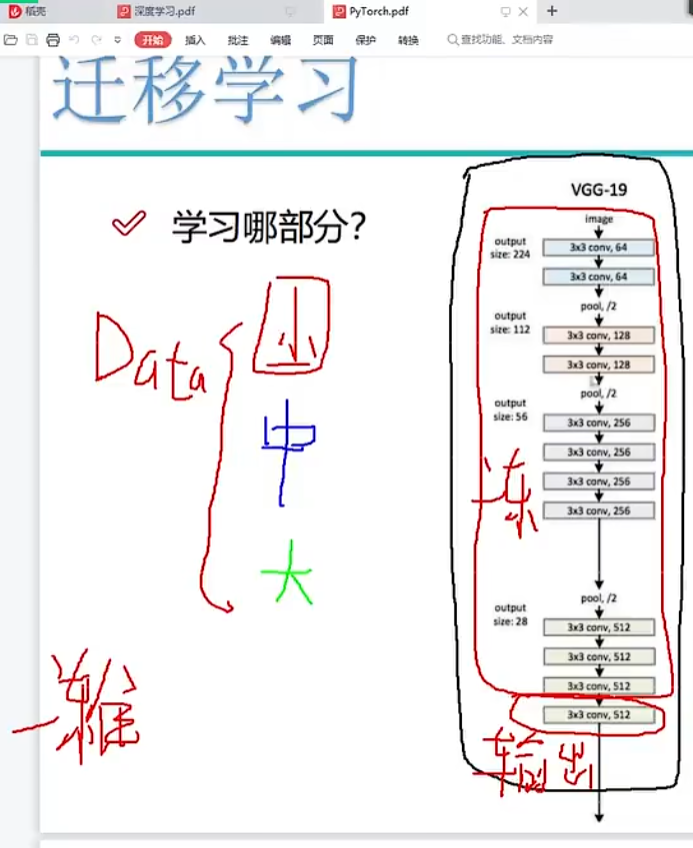 稻壳 深度学习.pdf PyTorch.pdf
开始 插入 批注 编辑 页面 保护 转换 查找功能、文档内容
迁移学习
学习哪部分?
Data
小
中
大
VGG-19
image
output size: 224
3x3 conv, 64
3x3 conv, 64
pool, /2
output size: 112
3x3 conv, 128
3x3 conv, 128
pool, /2
output size: 56
3x3 conv, 256
3x3 conv, 256
3x3 conv, 256
3x3 conv, 256
冻
pool, /2
output size: 28
3x3 conv, 512
3x3 conv, 512
3x3 conv, 512
3x3 conv, 512
输出